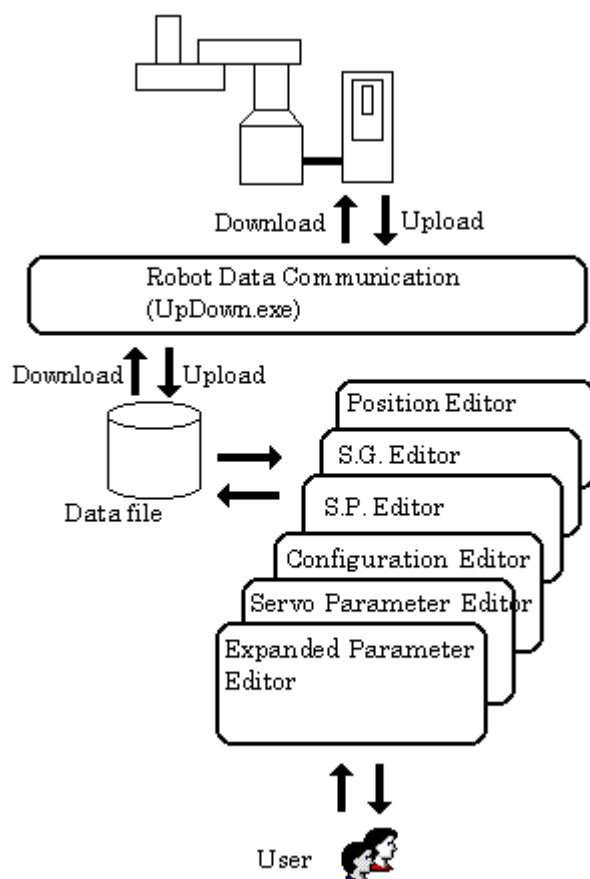 Download
Upload
Robot Data Communication
(UpDown.exe)
Download
Upload
Data file
Position Editor
S.G. Editor
S.P. Editor
Configuration Editor
Servo Parameter Editor
Expanded Parameter
Editor
User